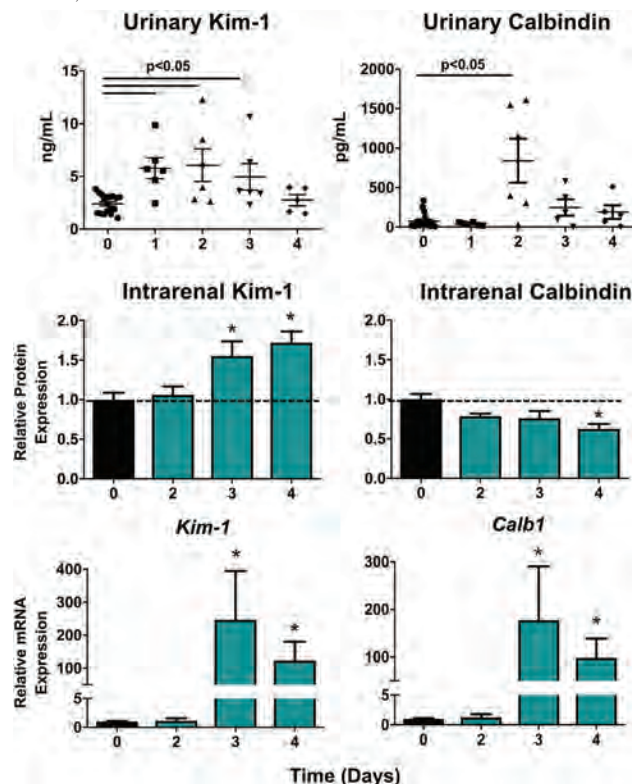 Urinary Kim-1
Urinary Calbindin
p<0.05
15
10
5
0
ng/mL
0 1 2 3 4
p<0.05
2000
1500
1000
500
0
pg/mL
0 1 2 3 4
Intrarenal Kim-1
Intrarenal Calbindin
Relative Protein
Expression
2.0
1.5
1.0
0.5
0.0
* *
0 2 3 4
2.0
1.5
1.0
0.5
0.0
*
0 2 3 4
Kim-1
Calb1
Relative mRNA
Expression
400
300
200
100
5
0
* *
0 2 3 4
300
200
100
5
0
* *
0 2 3 4
Time (Days)